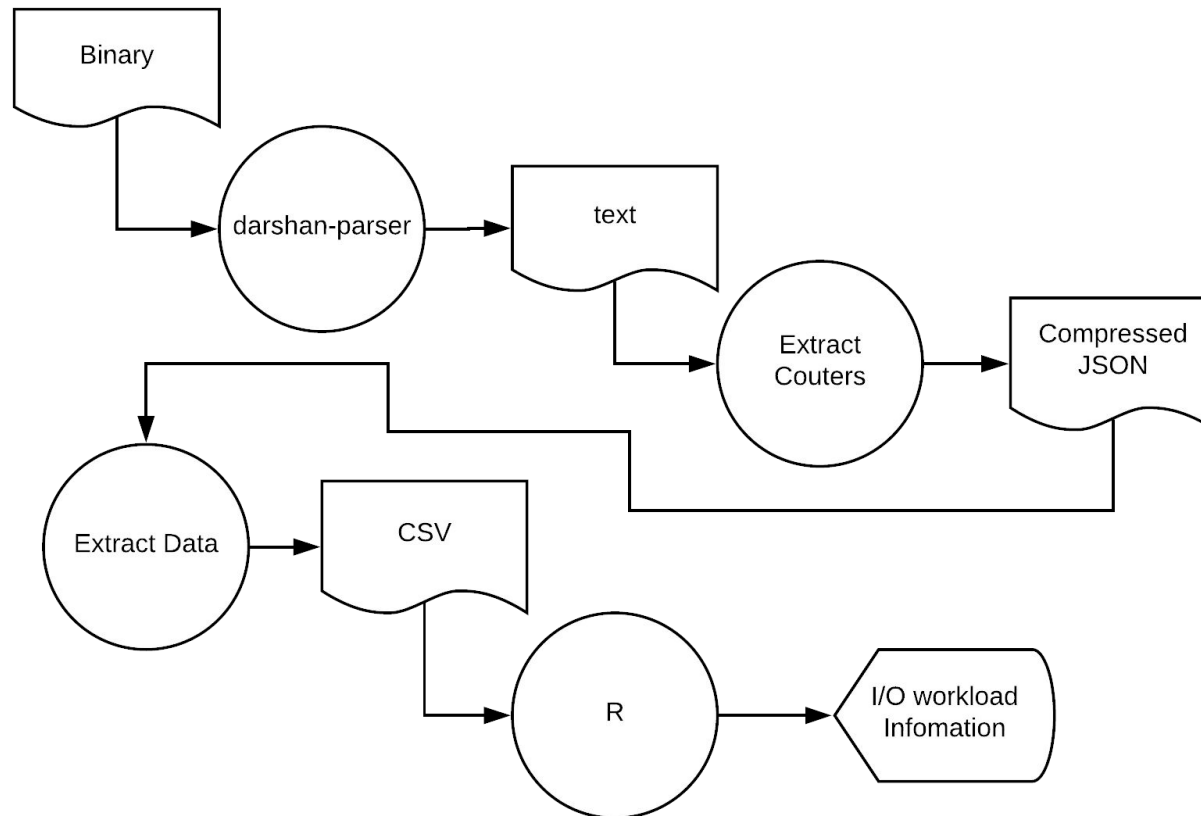 Binary
darshan-parser
text
Extract
Couters
Compressed
JSON
Extract Data
CSV
R
I/O workload
Infomation